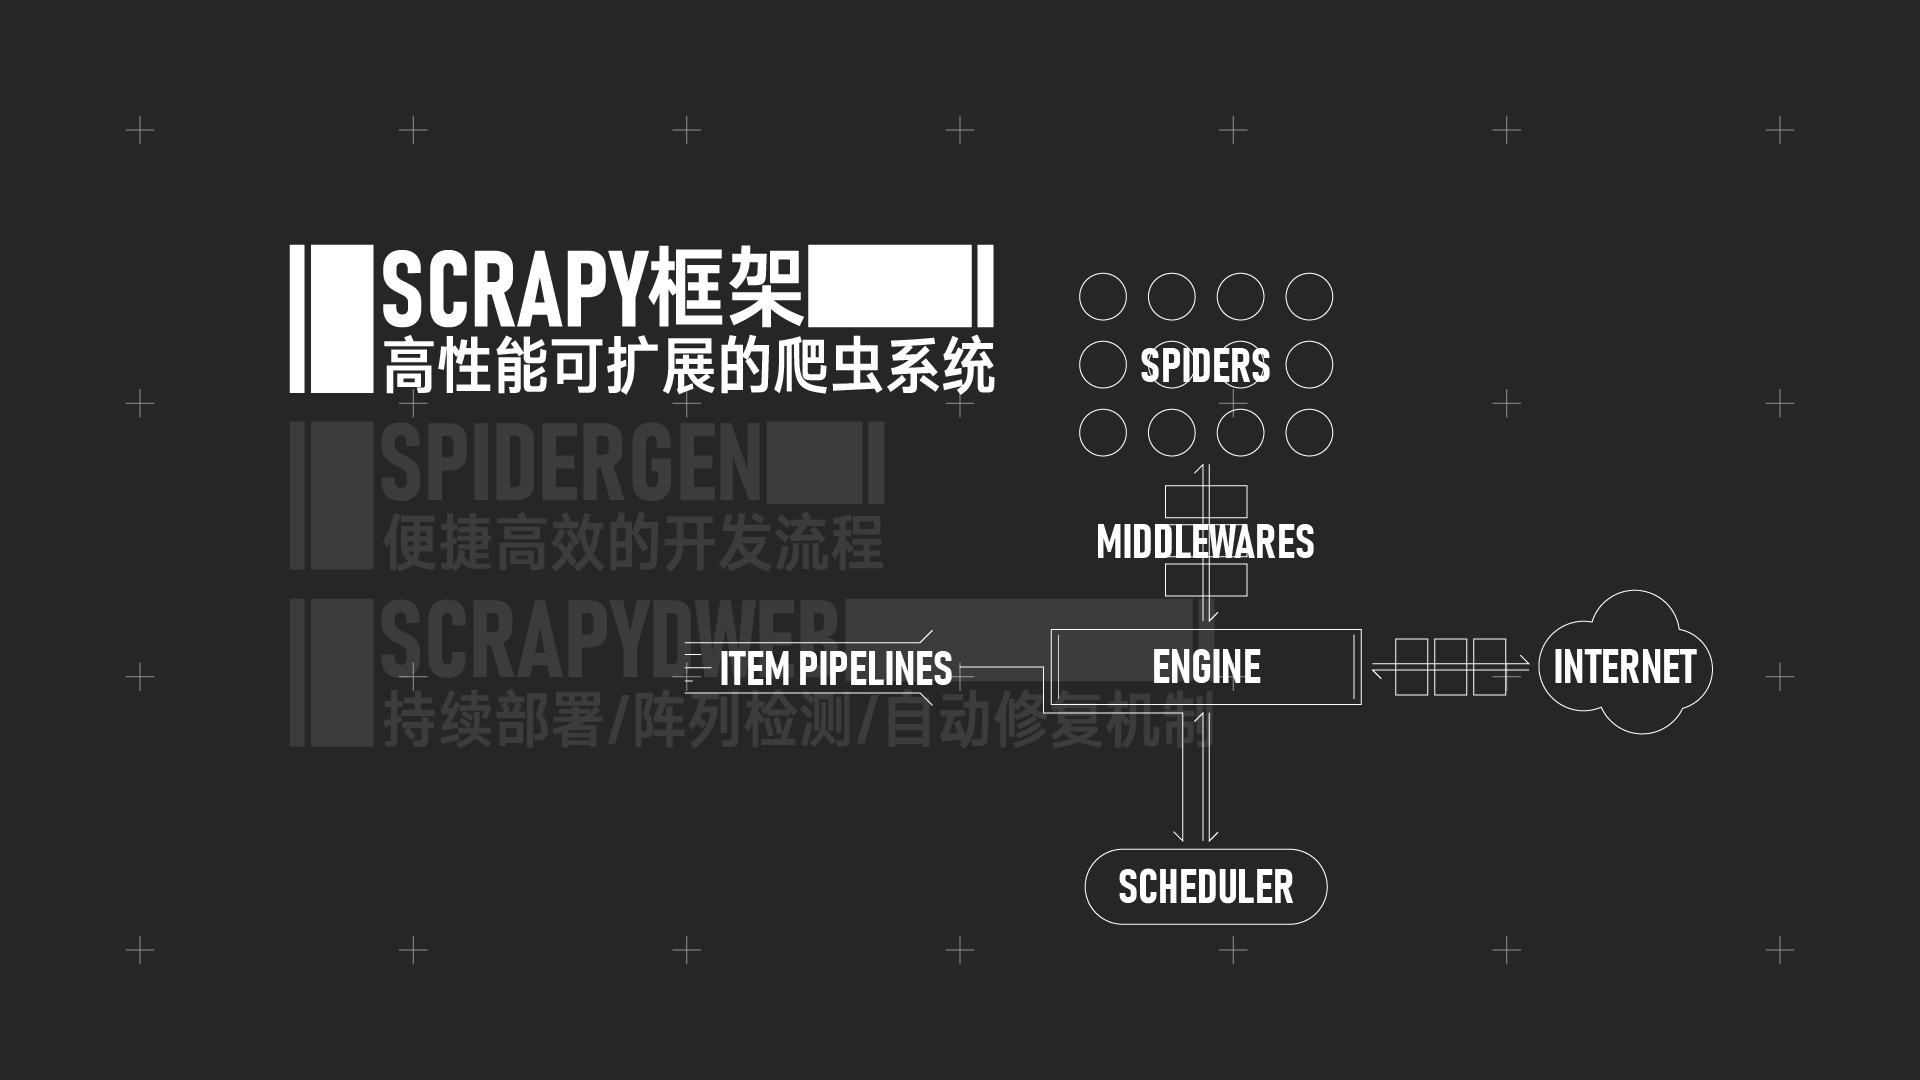 SCRAPY框架
高性能可扩展的爬虫系统
SPIDERGEN
便捷高效的开发流程
SCRAPYDWEB
持续部署/阵列检测/自动修复机制
SPIDERS
MIDDLEWARES
ITEM PIPELINES
ENGINE
INTERNET
SCHEDULER